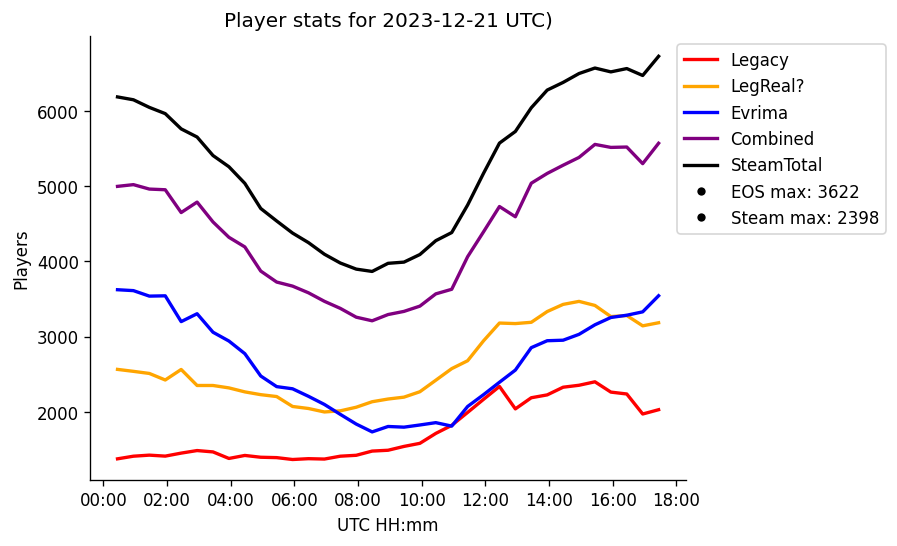 Player stats for 2023-12-21 UTC)
Legacy
LegReal?
Evrima
Combined
SteamTotal
EOS max: 3622
Steam max: 2398
Players
6000
5000
4000
3000
2000
00:00 02:00 04:00 06:00 08:00 10:00 12:00 14:00 16:00 18:00
UTC HH:mm